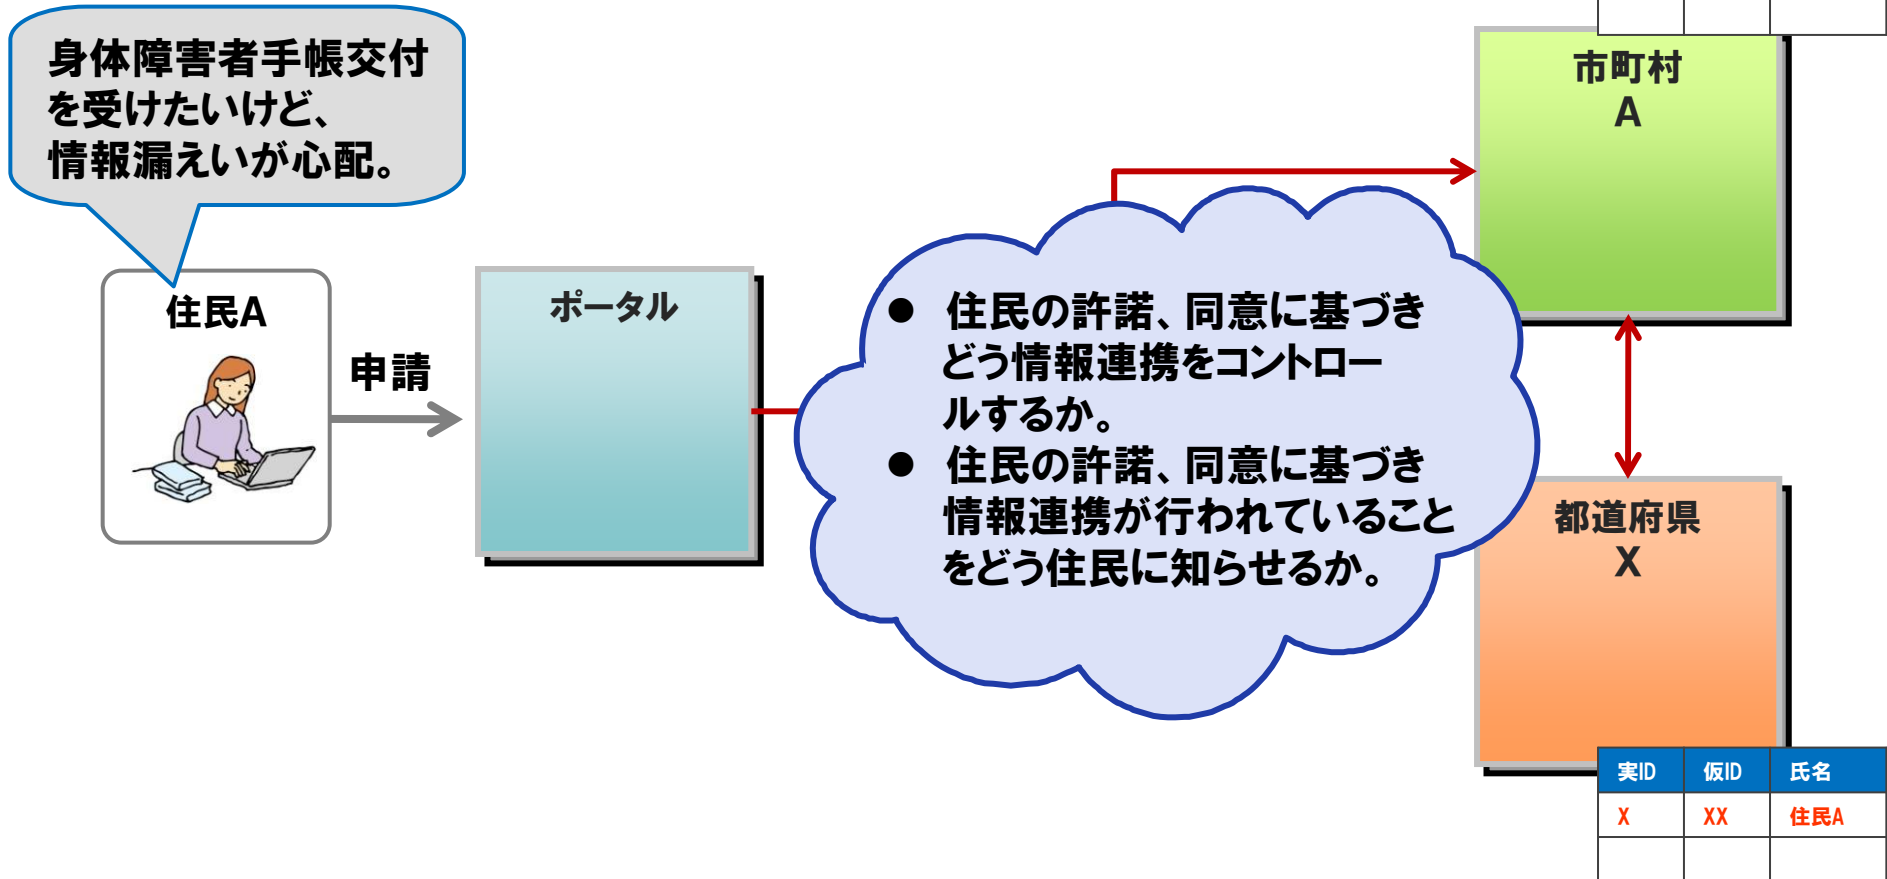 身体障害者手帳交付
を受けたいけど、
情報漏えいが心配。
住民A
申請
ポータル
● 住民の許諾、同意に基づき
どう情報連携をコントロー
ルするか。
● 住民の許諾、同意に基づき
情報連携が行われていること
をどう住民に知らせるか。
市町村
A
都道府県
X
実ID 仮ID 氏名
X XX 住民A